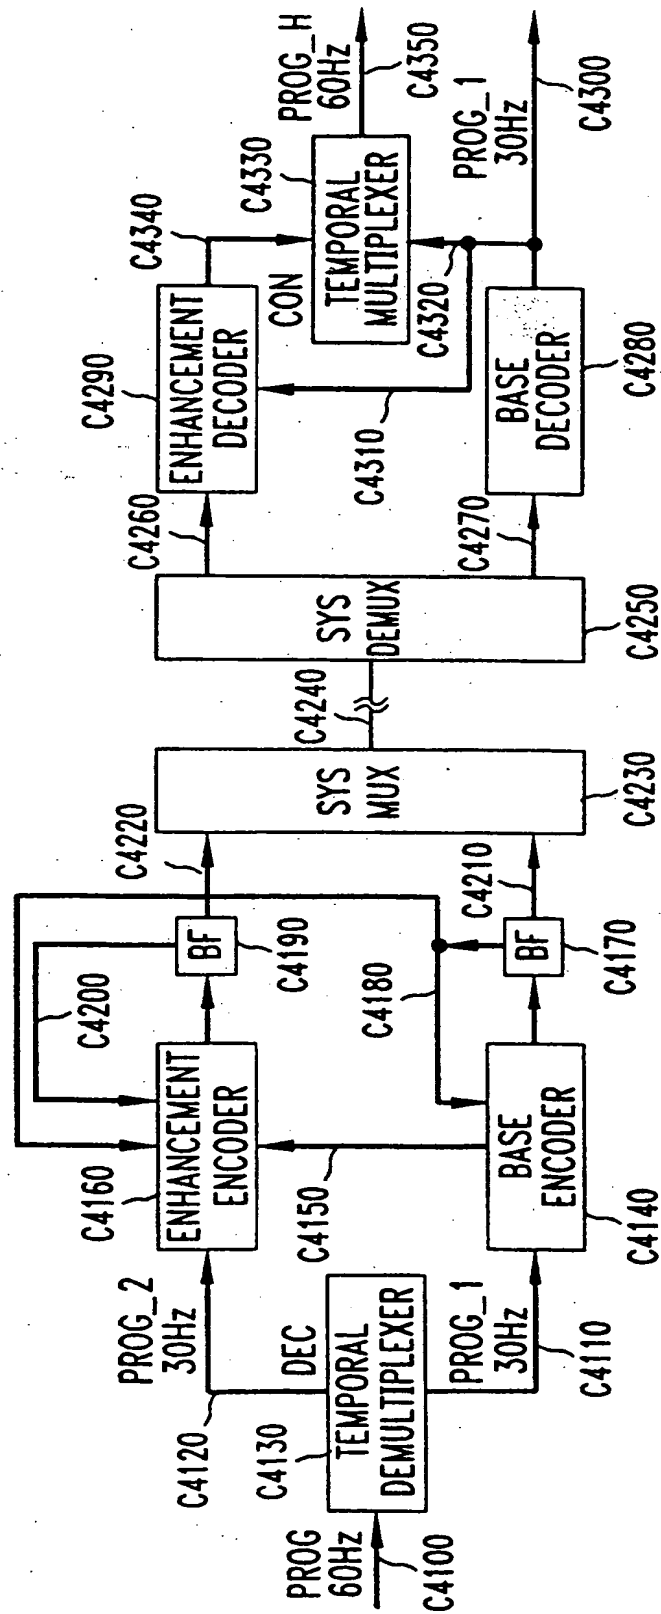 PROG
60Hz
C4100
C4130
TEMPORAL
DEMULTIPLEXER
DEC
C4120
PROG_2
30Hz
PROG_1
30Hz
C4110
C4160
ENHANCEMENT
ENCODER
C4150
BASE
ENCODER
C4140
C4200
BF
C4190
C4180
BF
C4170
C4220
C4210
SYS
MUX
C4230
C4240
SYS
DEMUX
C4250
C4260
C4270
C4290
ENHANCEMENT
DECODER
C4310
BASE
DECODER
C4280
C4340
CON
C4330
TEMPORAL
MULTIPLEXER
C4320
PROG_H
60Hz
C4350
PROG_1
30Hz
C4300